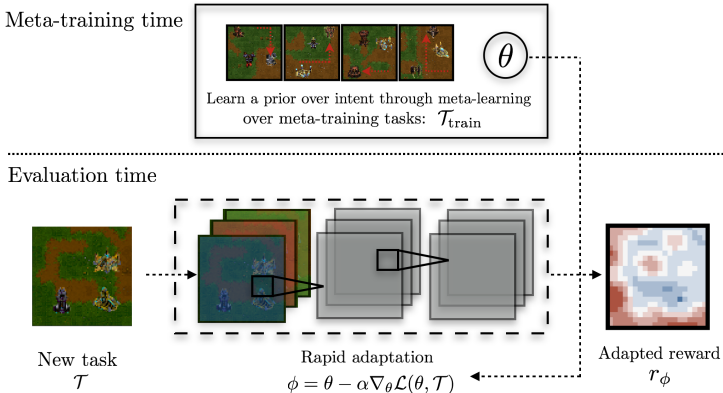 Meta-training time
θ
Learn a prior over intent through meta-learning
over meta-training tasks: 𝒯train
Evaluation time
New task
𝒯
Rapid adaptation
ϕ = θ − α∇θℒ(θ, 𝒯)
Adapted reward
rϕ